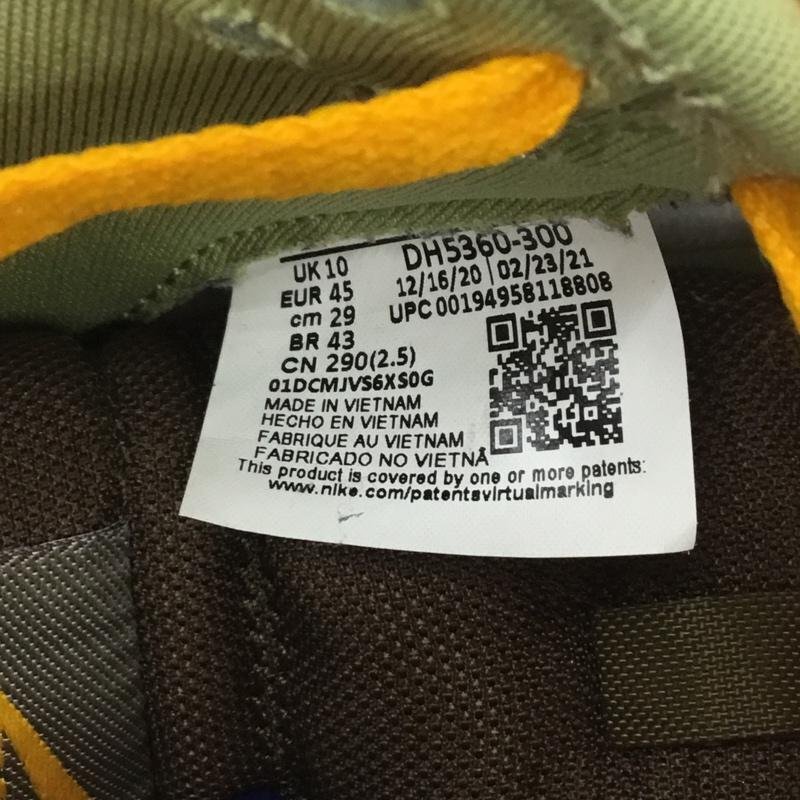 DH5360-300
UK 10
12/16/20 | 02/23/21
EUR 45
UPC 00194958118808
cm 29
BR 43
CN 290(2.5)
01DCMJVS6XS0G
MADE IN VIETNAM
HECHO EN VIETNAM
FABRIQUE AU VIETNAM
FABRICADO NO VIETNÃ
This product is covered by one or more patents:
www.nike.com/patentsvirtualmarking